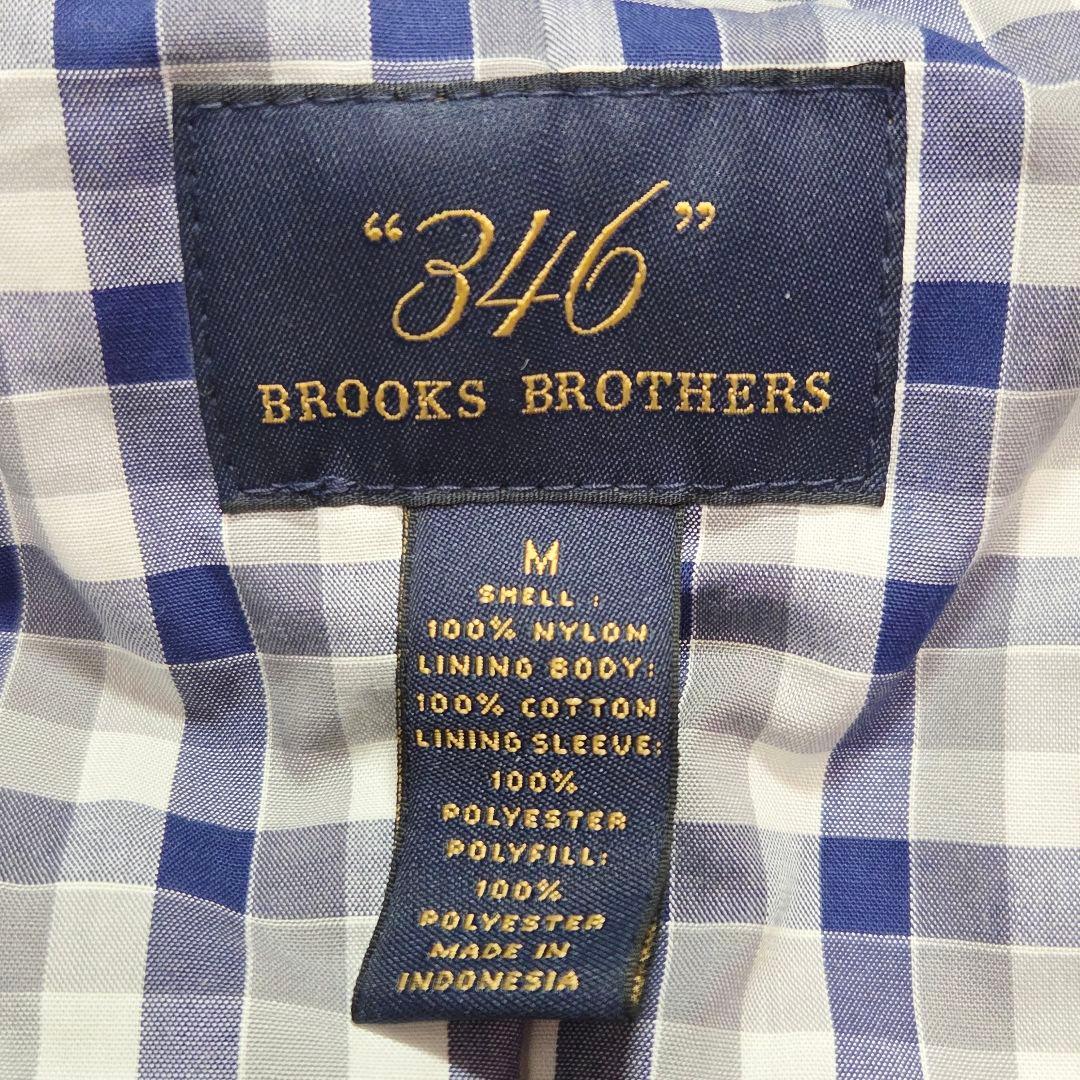 “346”
BROOKS BROTHERS
M
SHELL :
100% NYLON
LINING BODY:
100% COTTON
LINING SLEEVE:
100%
POLYESTER
POLYFILL:
100%
POLYESTER
MADE IN
INDONESIA